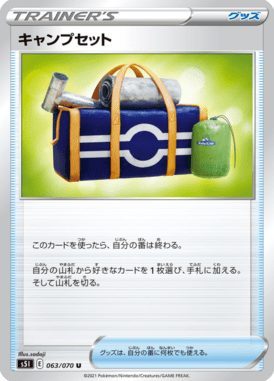 TRAINER'S
グッズ
キャンプセット
このカードを使ったら、自分の番は終わる。
自分の山札から好きなカードを1枚選び、手札に加える。
そして山札を切る。
Illus.sadaji
s5I E 063/070 U
グッズは、自分の番に何枚でも使える。
©2021 Pokémon/Nintendo/Creatures/GAME FREAK.